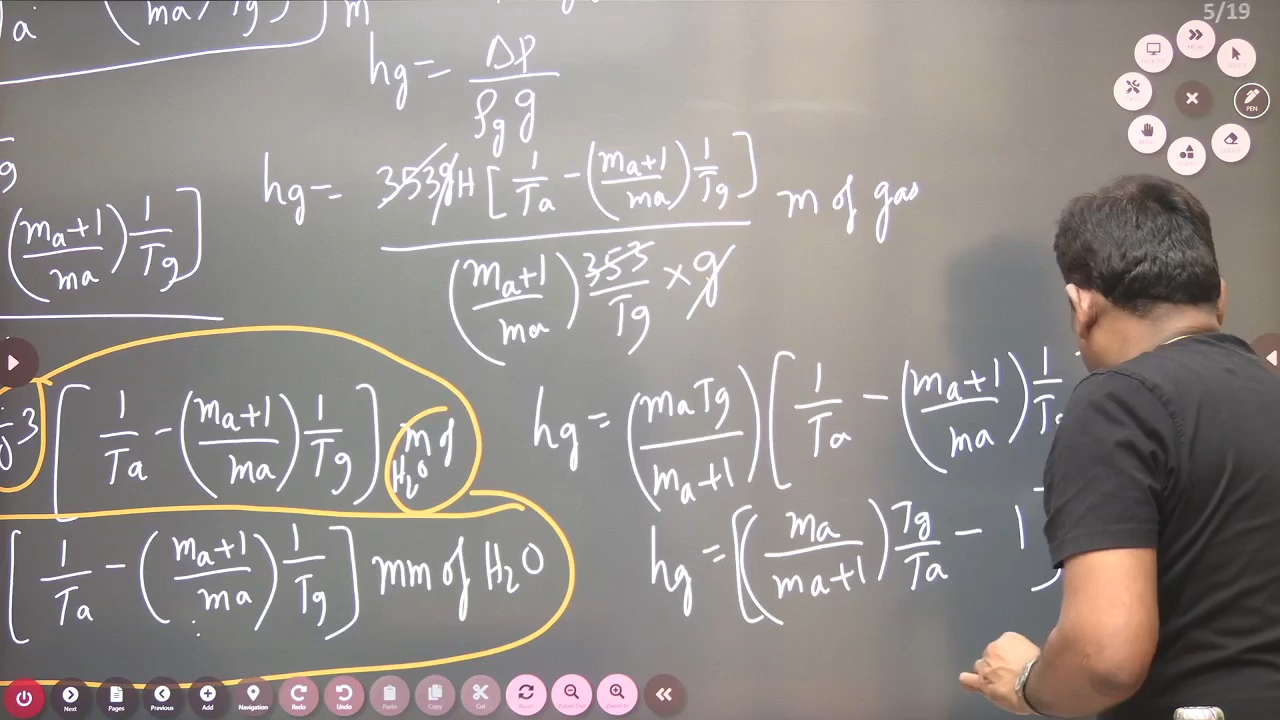 5/19
a (ma Tg) m
hg = ΔP / ρg g
hg = 353gH [1/Ta - (ma+1/ma) 1/Tg] / (ma+1/ma) 353/Tg × g m of gas
g
(ma+1/ma) 1/Tg]
3 [1/Ta - (ma+1/ma) 1/Tg] m of H2O
hg = (maTg/ma+1) [1/Ta - (ma+1/ma) 1/Tg
[1/Ta - (ma+1/ma) 1/Tg] mm of H2O
hg = [(ma/ma+1) Tg/Ta - 1]
PEN
Next Pages Previous Add Navigation Redo Undo Paste Copy Cut